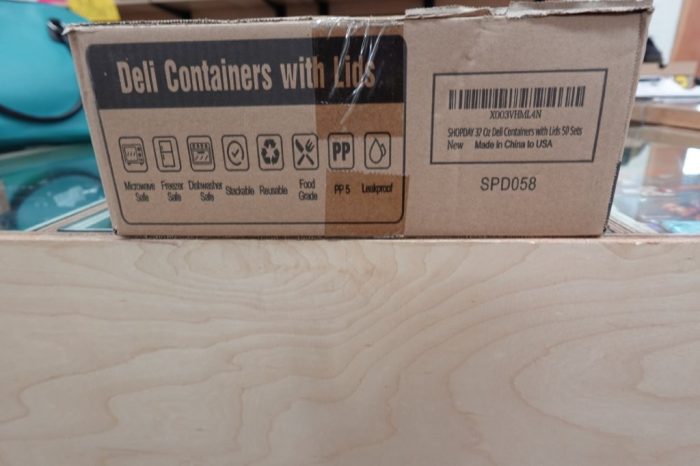 Deli Containers with Lids
X003VHML4N
SHOPDAY 32 Oz Deli Containers with Lids 50 Sets
New Made in China to USA
SPD058
PP
Microwave Safe
Freezer Safe
Dishwasher Safe
Stackable
Reusable
Food Grade
PP 5
Leakproof